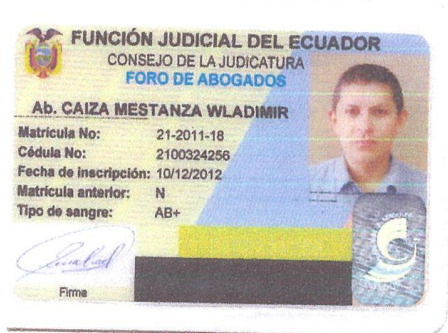 FUNCIÓN JUDICIAL DEL ECUADOR
CONSEJO DE LA JUDICATURA
FORO DE ABOGADOS
Ab. CAIZA MESTANZA WLADIMIR
Matrícula No: 21-2011-18
Cédula No: 2100324256
Fecha de inscripción: 10/12/2012
Matrícula anterior: N
Tipo de sangre: AB+
Firma